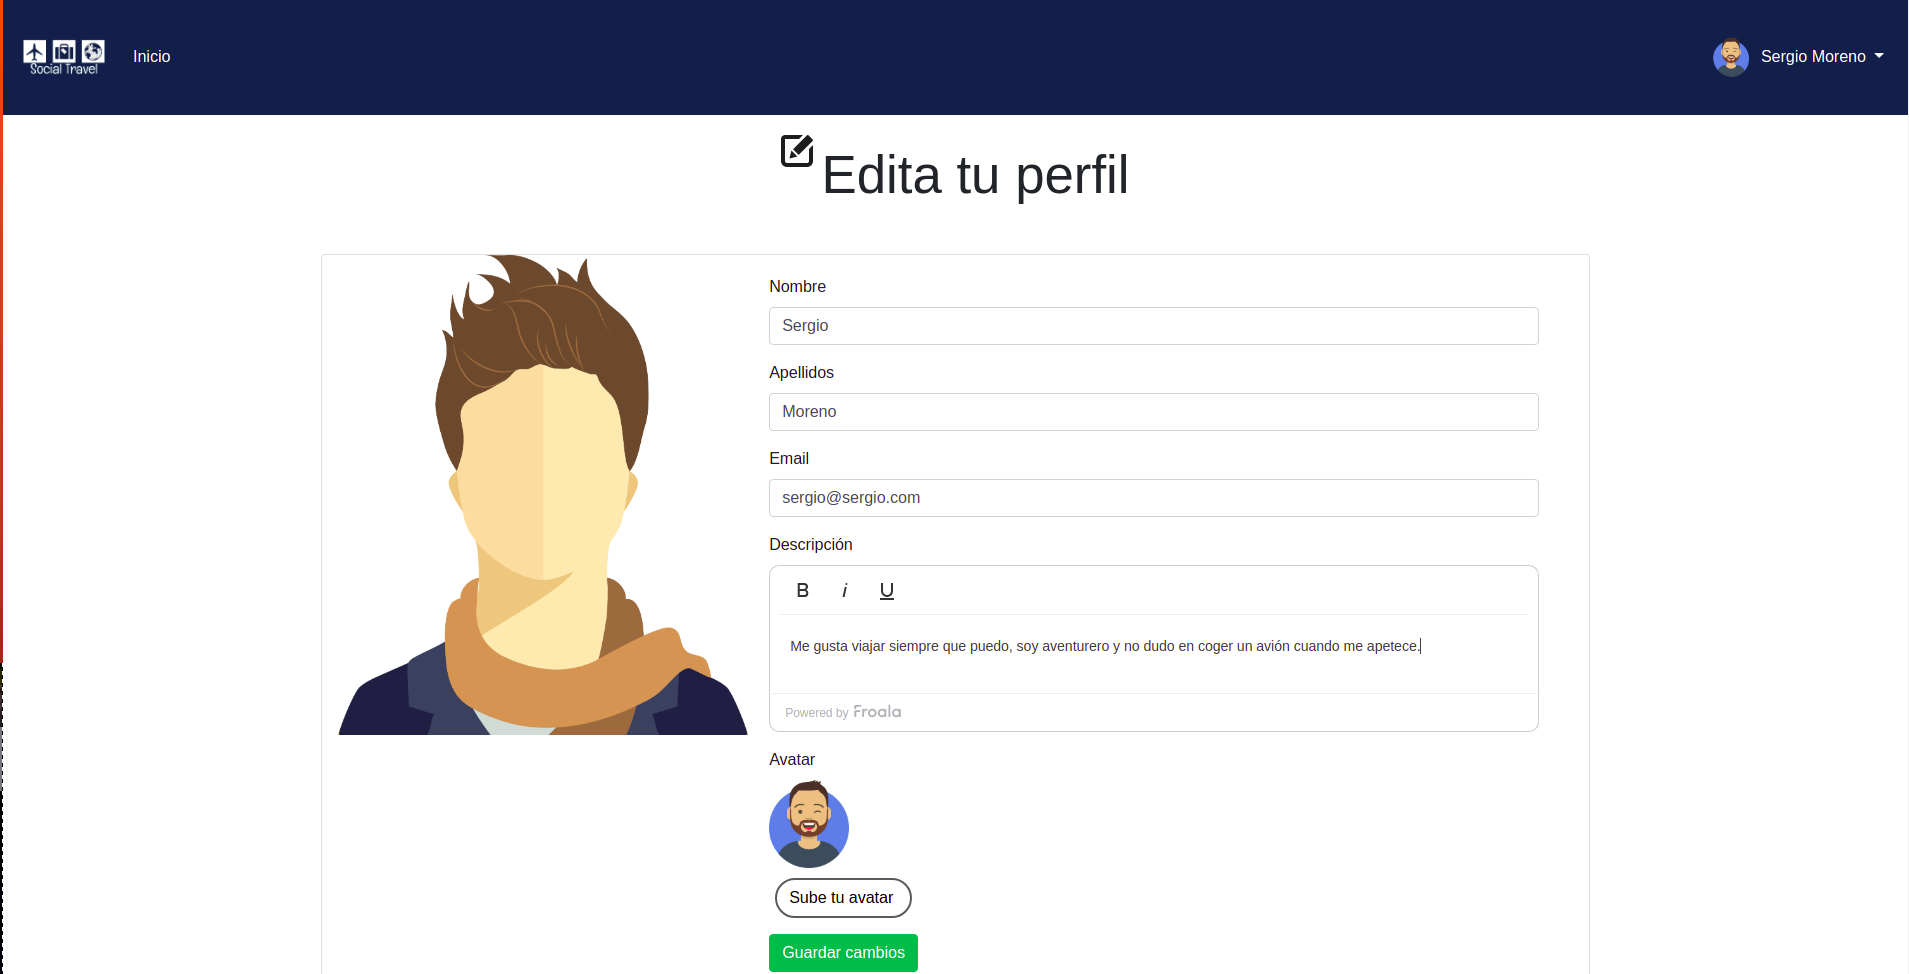 Social Travel
Inicio
Sergio Moreno
Edita tu perfil
Nombre
Sergio
Apellidos
Moreno
Email
sergio@sergio.com
Descripción
B i U
Me gusta viajar siempre que puedo, soy aventurero y no dudo en coger un avión cuando me apetece.
Powered by Froala
Avatar
Sube tu avatar
Guardar cambios